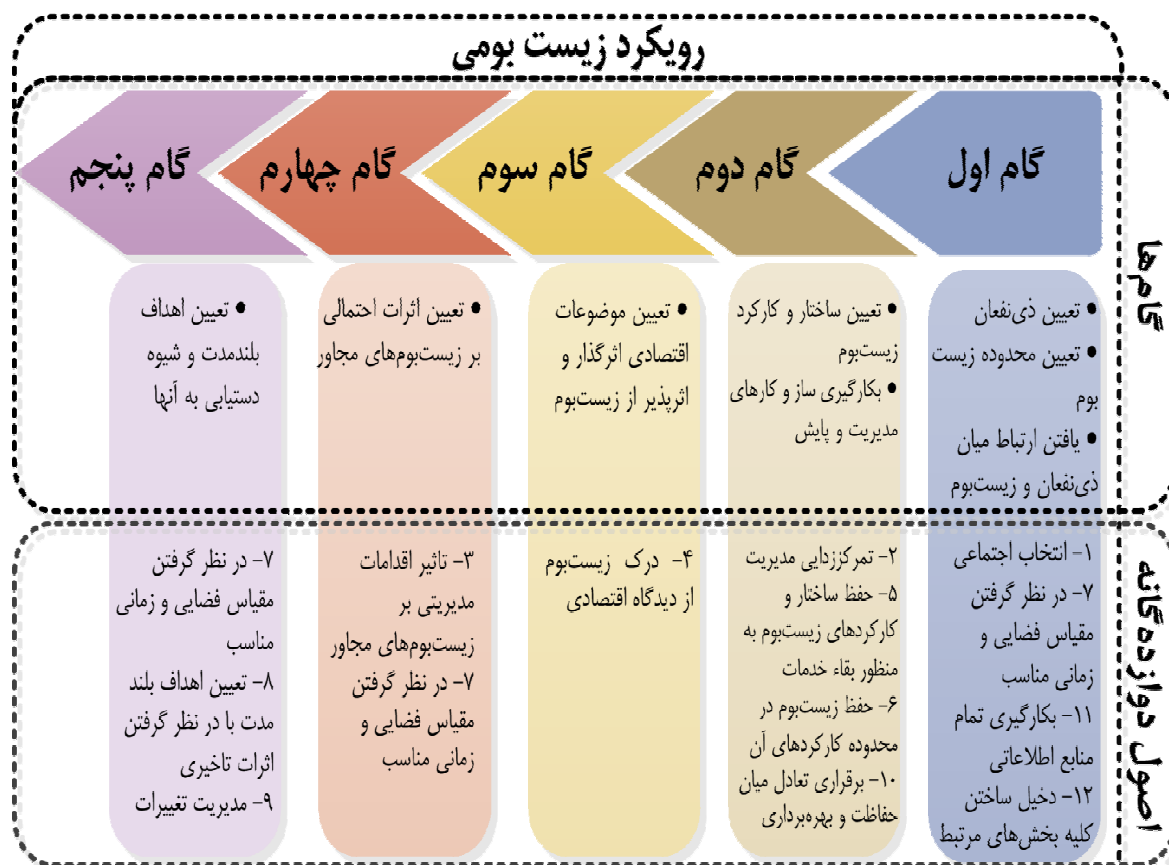 رویکرد زیست بومی
گام اول
گام دوم
گام سوم
گام چهارم
گام پنجم
گام‌ها
• تعیین ذی‌نفعان
• تعیین محدوده زیست
بوم
• یافتن ارتباط میان
ذی‌نفعان و زیست‌بوم
• تعیین ساختار و کارکرد
زیست‌بوم
• بکارگیری ساز و کارهای
مدیریت و پایش
• تعیین موضوعات
اقتصادی اثرگذار و
اثرپذیر از زیست‌بوم
• تعیین اثرات احتمالی
بر زیست‌بوم‌های مجاور
• تعیین اهداف
بلندمدت و شیوه
دستیابی به آنها
اصول دوازده‌گانه
۱- انتخاب اجتماعی
۷- در نظر گرفتن
مقیاس فضایی و
زمانی مناسب
۱۱- بکارگیری تمام
منابع اطلاعاتی
۱۲- دخیل ساختن
کلیه بخش‌های مرتبط
۲- تمرکززدایی مدیریت
۵- حفظ ساختار و
کارکردهای زیست‌بوم به
منظور بقاء خدمات
۶- حفظ زیست‌بوم در
محدوده کارکردهای آن
۱۰- برقراری تعادل میان
حفاظت و بهره‌برداری
۴- درک زیست‌بوم
از دیدگاه اقتصادی
۳- تاثیر اقدامات
مدیریتی بر
زیست‌بوم‌های مجاور
۷- در نظر گرفتن
مقیاس فضایی و
زمانی مناسب
۷- در نظر گرفتن
مقیاس فضایی و زمانی
مناسب
۸- تعیین اهداف بلند
مدت با در نظر گرفتن
اثرات تاخیری
۹- مدیریت تغییرات